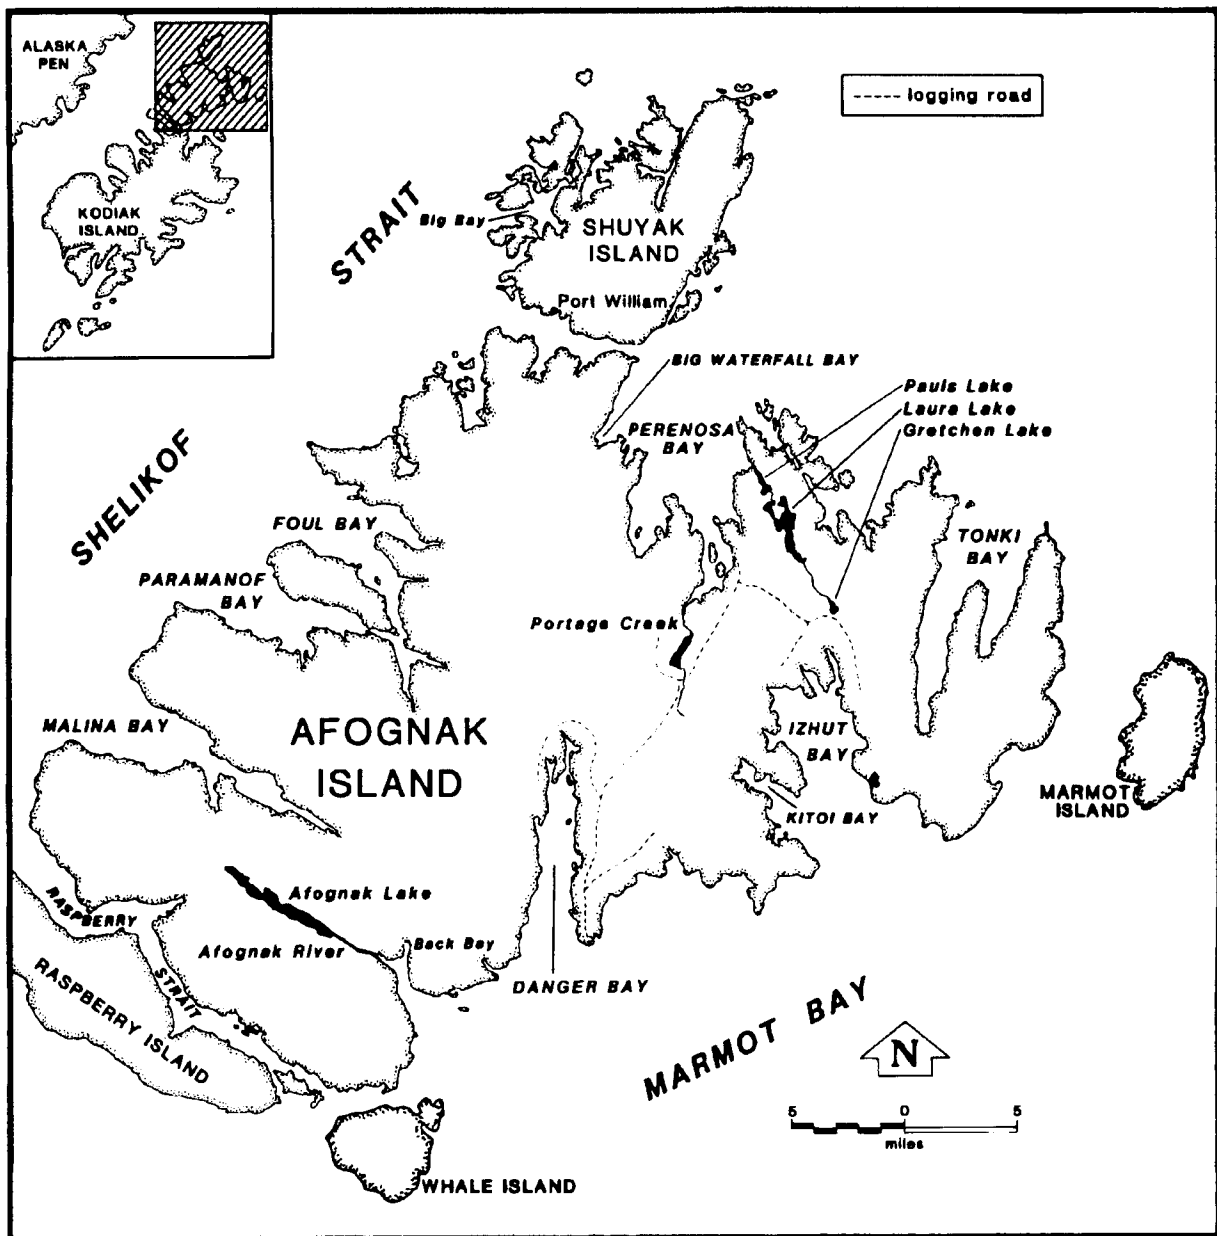 ALASKA
PEN
KODIAK
ISLAND
----- logging road
STRAIT
Big Bay
SHUYAK
ISLAND
Port William
BIG WATERFALL BAY
Pauls Lake
Laura Lake
Gretchen Lake
PERENOSA
BAY
SHELIKOF
FOUL BAY
TONKI
BAY
PARAMANOF
BAY
Portage Creek
MALINA BAY
AFOGNAK
ISLAND
IZHUT
BAY
MARMOT
ISLAND
KITOI BAY
Afognak Lake
RASPBERRY
STRAIT
Afognak River
Back Bay
DANGER BAY
RASPBERRY ISLAND
MARMOT BAY
N
5 0 5
miles
WHALE ISLAND